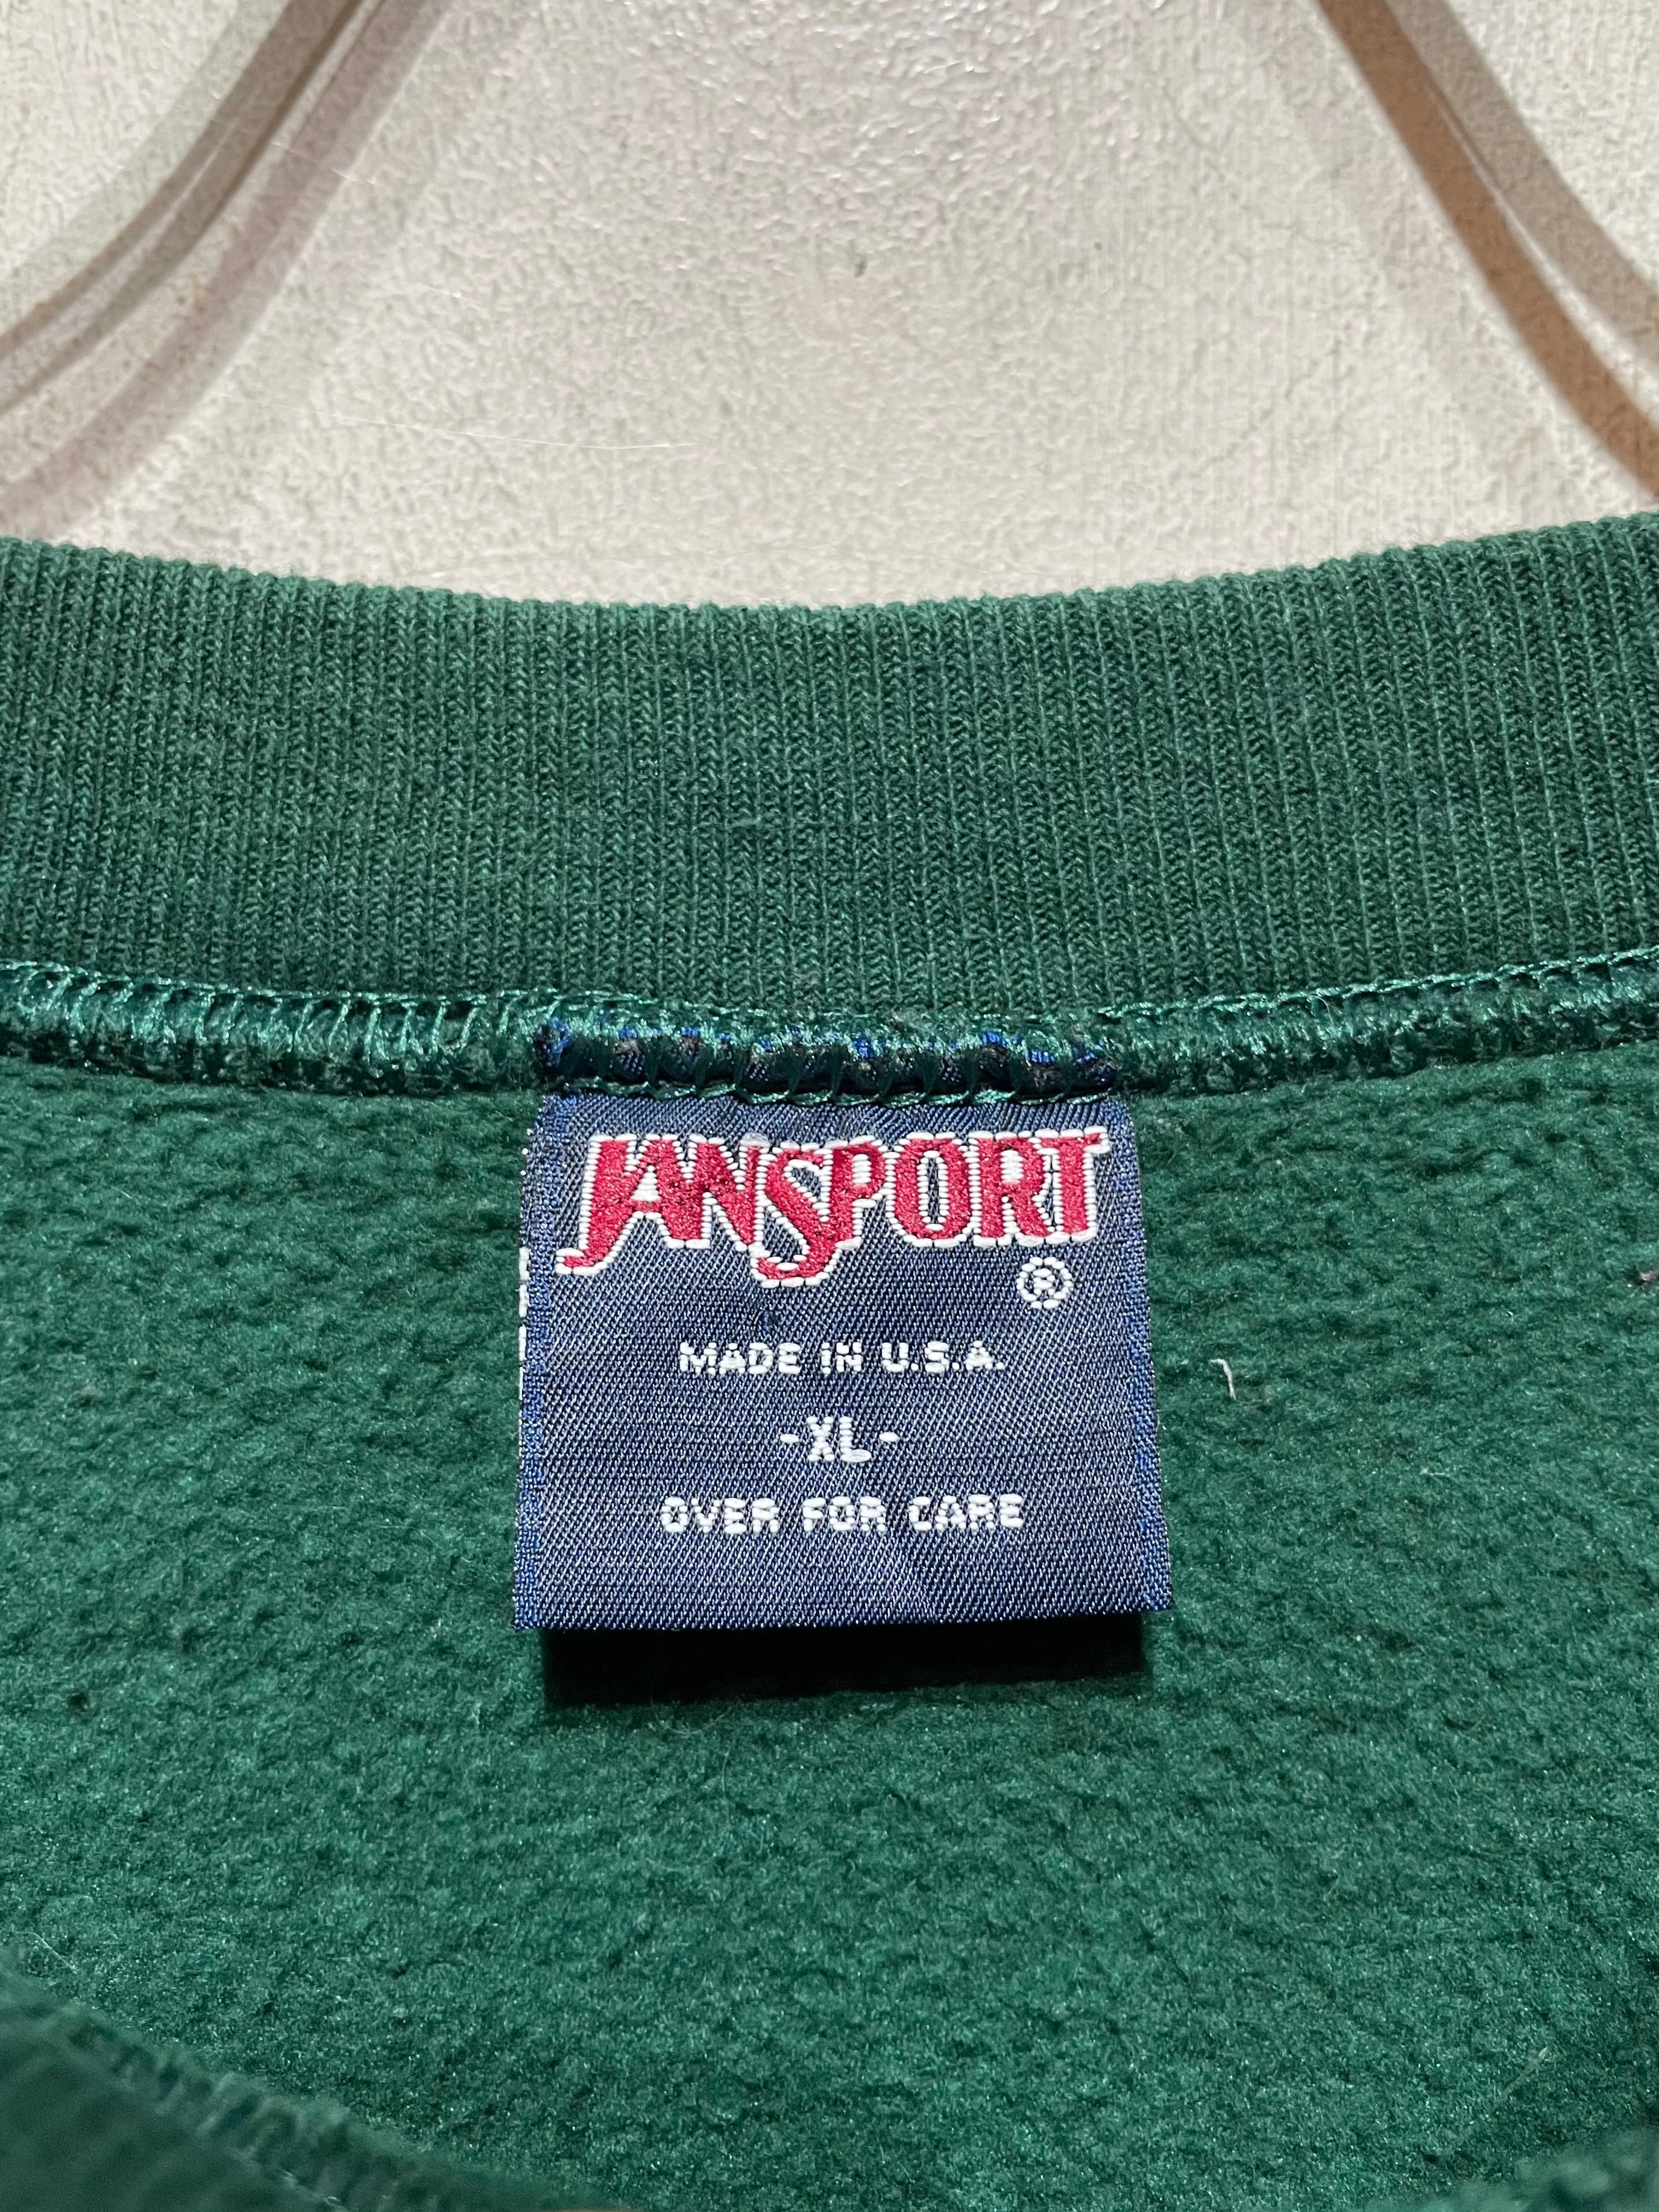 JANSPORT
®
MADE IN U.S.A.
-XL-
OVER FOR CARE